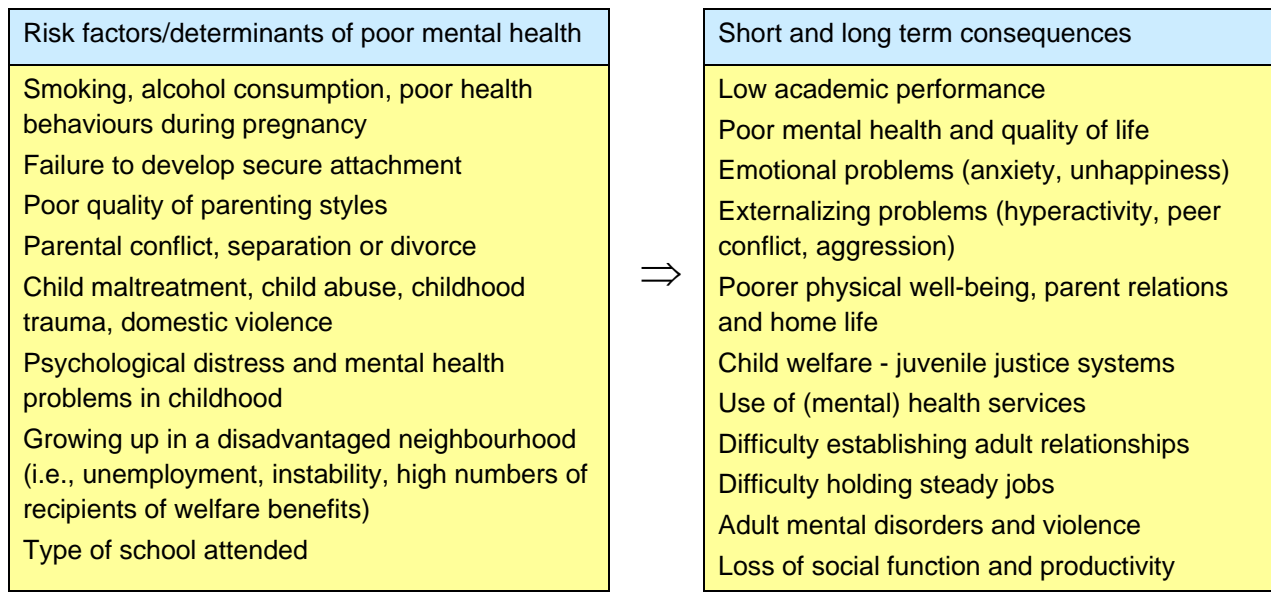 Risk factors/determinants of poor mental health
Smoking, alcohol consumption, poor health
behaviours during pregnancy
Failure to develop secure attachment
Poor quality of parenting styles
Parental conflict, separation or divorce
Child maltreatment, child abuse, childhood
trauma, domestic violence
Psychological distress and mental health
problems in childhood
Growing up in a disadvantaged neighbourhood
(i.e., unemployment, instability, high numbers of
recipients of welfare benefits)
Type of school attended
⇒
Short and long term consequences
Low academic performance
Poor mental health and quality of life
Emotional problems (anxiety, unhappiness)
Externalizing problems (hyperactivity, peer
conflict, aggression)
Poorer physical well-being, parent relations
and home life
Child welfare - juvenile justice systems
Use of (mental) health services
Difficulty establishing adult relationships
Difficulty holding steady jobs
Adult mental disorders and violence
Loss of social function and productivity